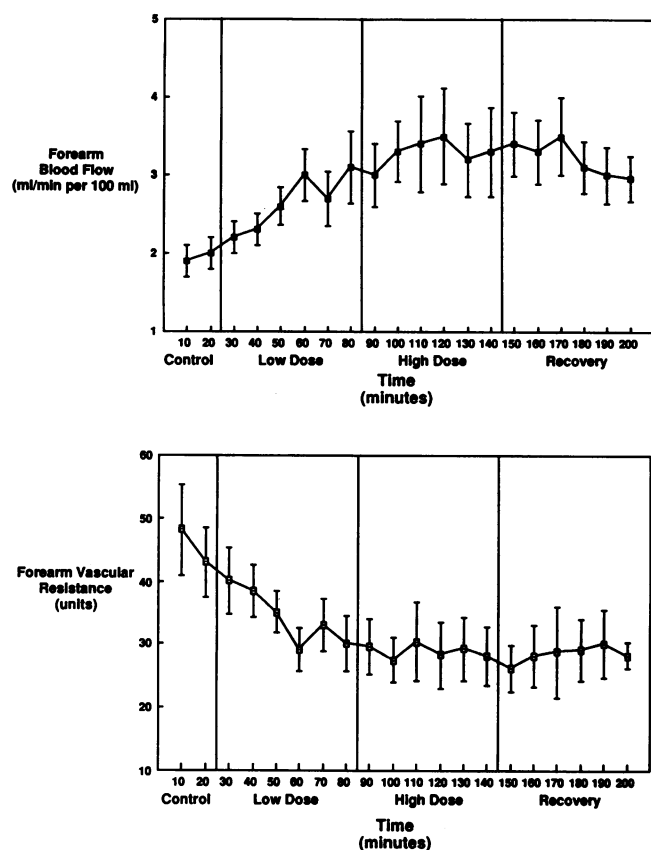 5
4
Forearm
Blood Flow
(ml/min per 100 ml)
3
2
1
10 20 30 40 50 60 70 80 90 100 110 120 130 140 150 160 170 180 190 200
Control Low Dose High Dose Recovery
Time
(minutes)
60
50
40
Forearm Vascular
Resistance
(units)
30
20
10
10 20 30 40 50 60 70 80 90 100 110 120 130 140 150 160 170 180 190 200
Control Low Dose High Dose Recovery
Time
(minutes)